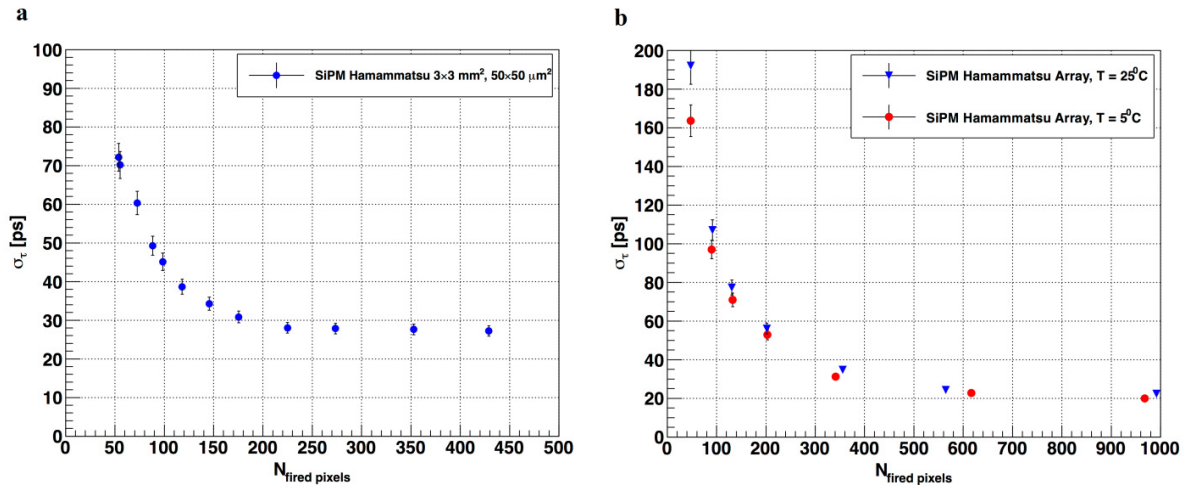 a
100
90
80
70
60
50
40
30
20
10
0
στ [ps]
SiPM Hamammatsu 3×3 mm², 50×50 μm²
0 50 100 150 200 250 300 350 400 450 500
Nfired pixels
b
200
180
160
140
120
100
80
60
40
20
0
στ [ps]
SiPM Hamammatsu Array, T = 25⁰C
SiPM Hamammatsu Array, T = 5⁰C
0 100 200 300 400 500 600 700 800 900 1000
Nfired pixels